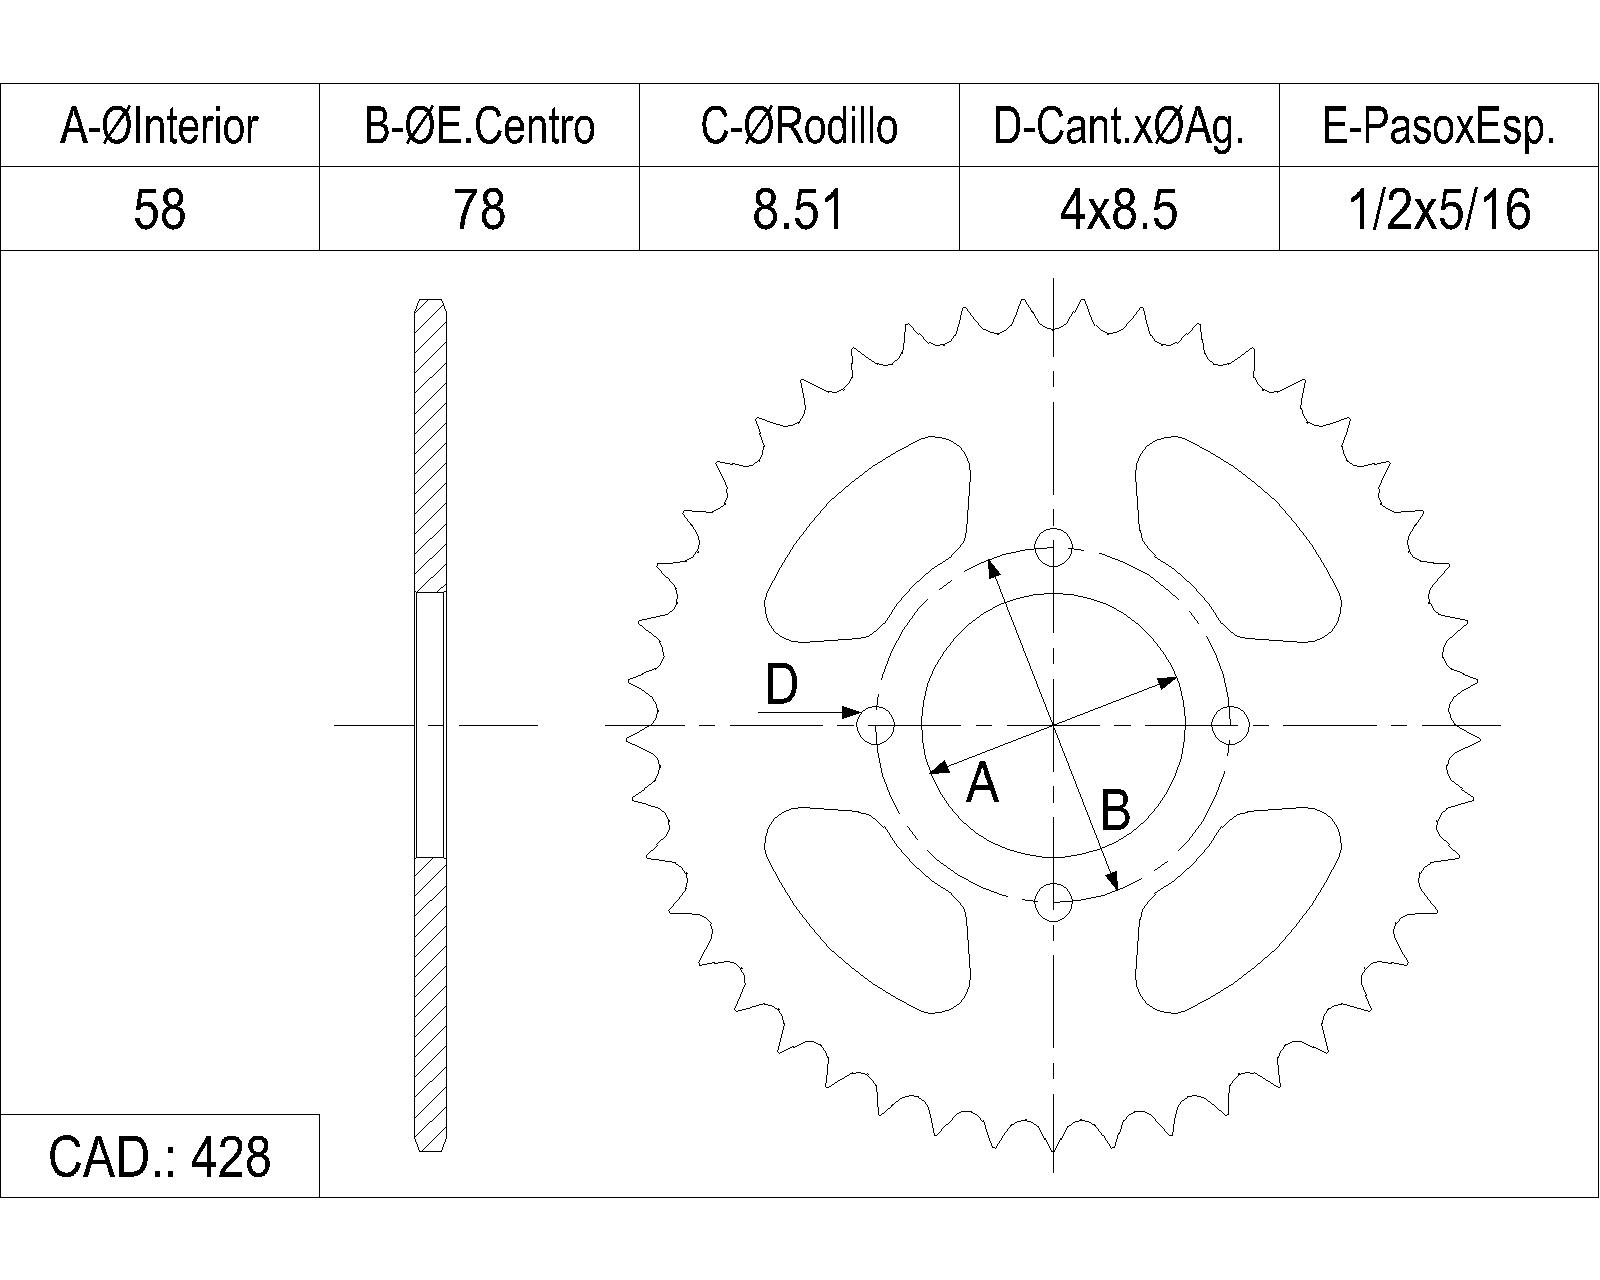 A-ØInterior B-ØE.Centro C-ØRodillo D-Cant.xØAg. E-PasoxEsp.
58 78 8.51 4x8.5 1/2x5/16
D
A
B
CAD.: 428